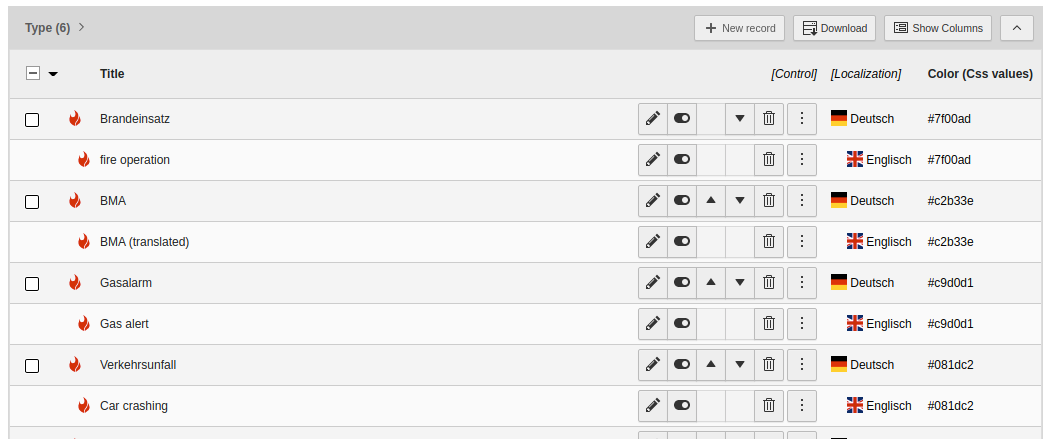 Type (6)
New record
Download
Show Columns
Title [Control] [Localization] Color (Css values)
Brandeinsatz Deutsch #7f00ad
fire operation Englisch #7f00ad
BMA Deutsch #c2b33e
BMA (translated) Englisch #c2b33e
Gasalarm Deutsch #c9d0d1
Gas alert Englisch #c9d0d1
Verkehrsunfall Deutsch #081dc2
Car crashing Englisch #081dc2